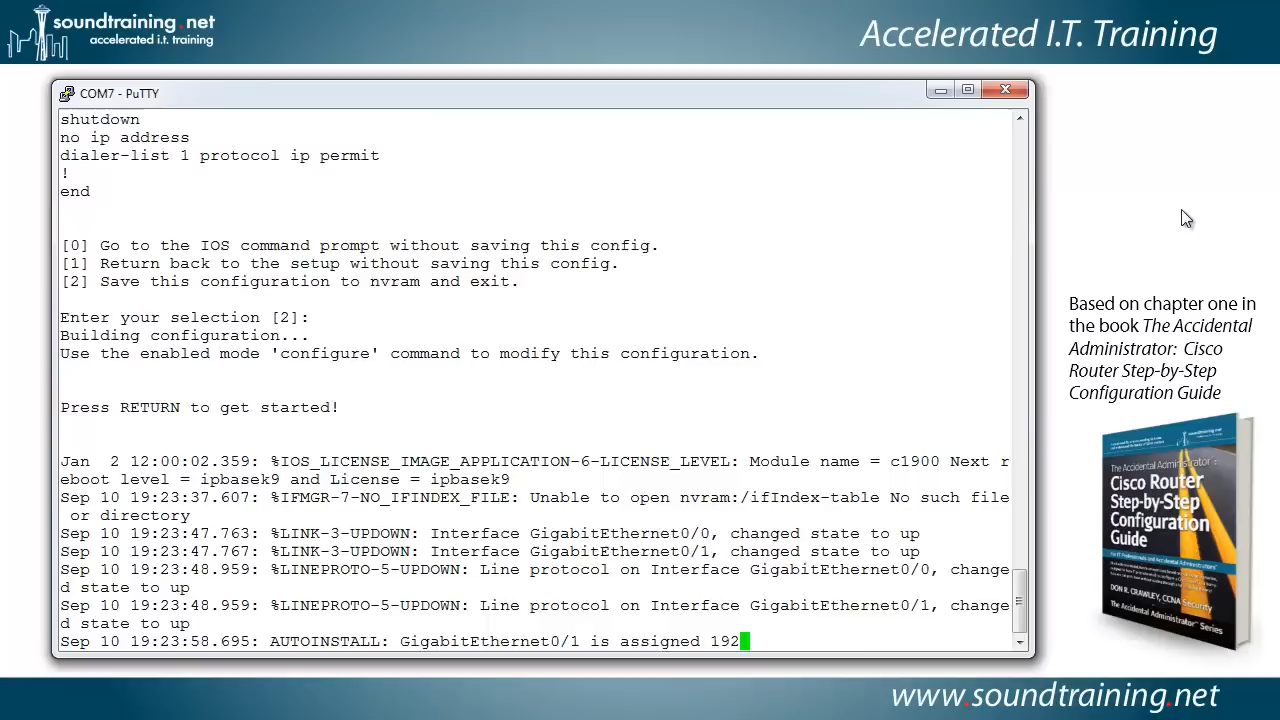 soundtraining.net
accelerated i.t. training
Accelerated I.T. Training
COM7 - PuTTY
shutdown
no ip address
dialer-list 1 protocol ip permit
!
end
[0] Go to the IOS command prompt without saving this config.
[1] Return back to the setup without saving this config.
[2] Save this configuration to nvram and exit.
Enter your selection [2]:
Building configuration...
Use the enabled mode 'configure' command to modify this configuration.
Press RETURN to get started!
Jan  2 12:00:02.359: %IOS_LICENSE_IMAGE_APPLICATION-6-LICENSE_LEVEL: Module name = c1900 Next r
eboot level = ipbasek9 and License = ipbasek9
Sep 10 19:23:37.607: %IFMGR-7-NO_IFINDEX_FILE: Unable to open nvram:/ifIndex-table No such file
 or directory
Sep 10 19:23:47.763: %LINK-3-UPDOWN: Interface GigabitEthernet0/0, changed state to up
Sep 10 19:23:47.767: %LINK-3-UPDOWN: Interface GigabitEthernet0/1, changed state to up
Sep 10 19:23:48.959: %LINEPROTO-5-UPDOWN: Line protocol on Interface GigabitEthernet0/0, change
d state to up
Sep 10 19:23:48.959: %LINEPROTO-5-UPDOWN: Line protocol on Interface GigabitEthernet0/1, change
d state to up
Sep 10 19:23:58.695: AUTOINSTALL: GigabitEthernet0/1 is assigned 192
Based on chapter one in
the book The Accidental
Administrator: Cisco
Router Step-by-Step
Configuration Guide
The Accidental Administrator:
Cisco Router
Step-by-Step
Configuration
Guide
DON R. CRAWLEY, CCNA Security
The Accidental Administrator Series
www.soundtraining.net